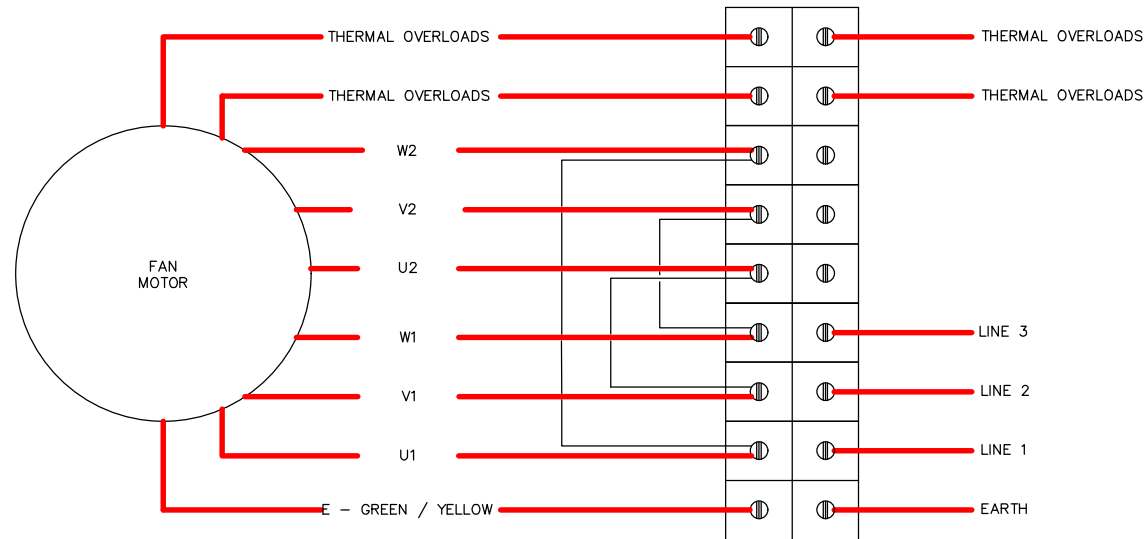 THERMAL OVERLOADS THERMAL OVERLOADS
THERMAL OVERLOADS THERMAL OVERLOADS
W2
V2
FAN
MOTOR
U2
W1 LINE 3
V1 LINE 2
U1 LINE 1
E - GREEN / YELLOW EARTH